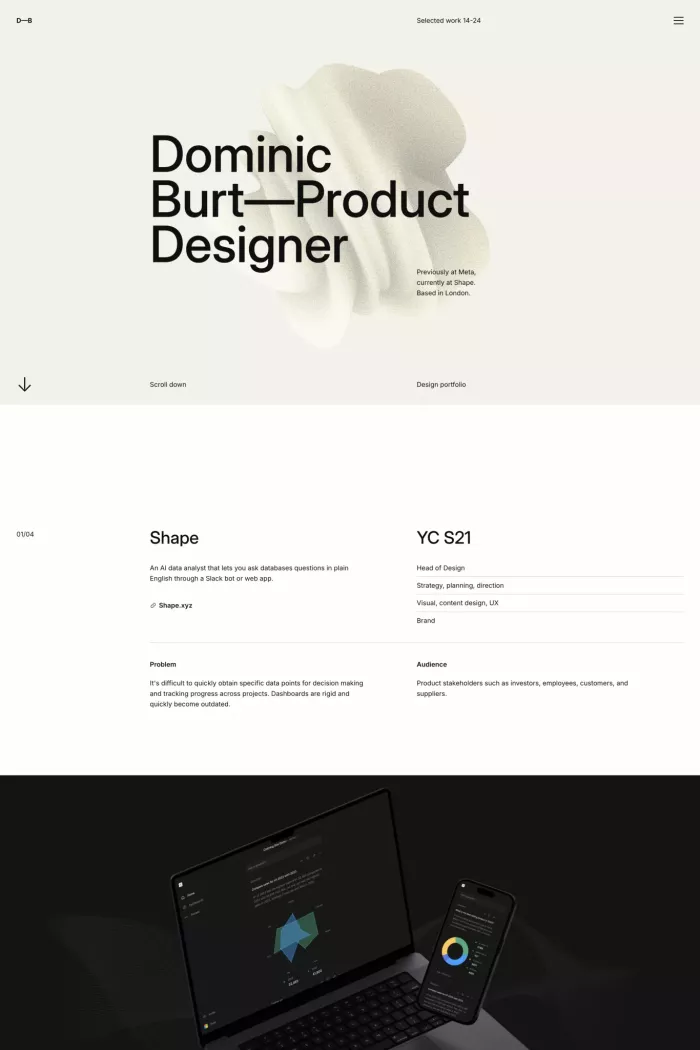 D—B
Selected work 14-24
Dominic
Burt—Product
Designer
Previously at Meta,
currently at Shape.
Based in London.
Scroll down
Design portfolio
01/04
Shape
YC S21
An AI data analyst that lets you ask databases questions in plain
English through a Slack bot or web app.
Head of Design
Strategy, planning, direction
Visual, content design, UX
Brand
Shape.xyz
Problem
Audience
It's difficult to quickly obtain specific data points for decision making
and tracking progress across projects. Dashboards are rigid and
quickly become outdated.
Product stakeholders such as investors, employees, customers, and
suppliers.